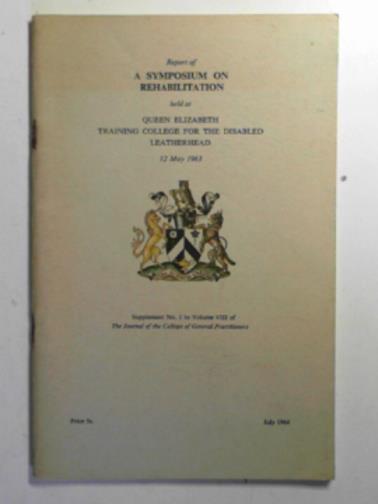 Report of
A SYMPOSIUM ON
REHABILITATION
held at
QUEEN ELIZABETH
TRAINING COLLEGE FOR THE DISABLED
LEATHERHEAD
12 May 1963
Supplement No. 1 to Volume VIII of
The Journal of the College of General Practitioners
Price 5s. July 1964